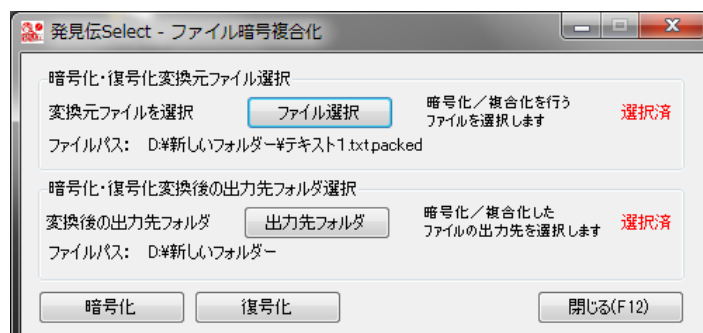 発見伝Select - ファイル暗号複合化
暗号化・復号化変換元ファイル選択
変換元ファイルを選択
ファイル選択
暗号化／複合化を行う
ファイルを選択します
選択済
ファイルパス: D:¥新しいフォルダー¥テキスト1.txt.packed
暗号化・復号化変換後の出力先フォルダ選択
変換後の出力先フォルダ
出力先フォルダ
暗号化／複合化した
ファイルの出力先を選択します
選択済
ファイルパス: D:¥新しいフォルダー
暗号化
復号化
閉じる(F12)